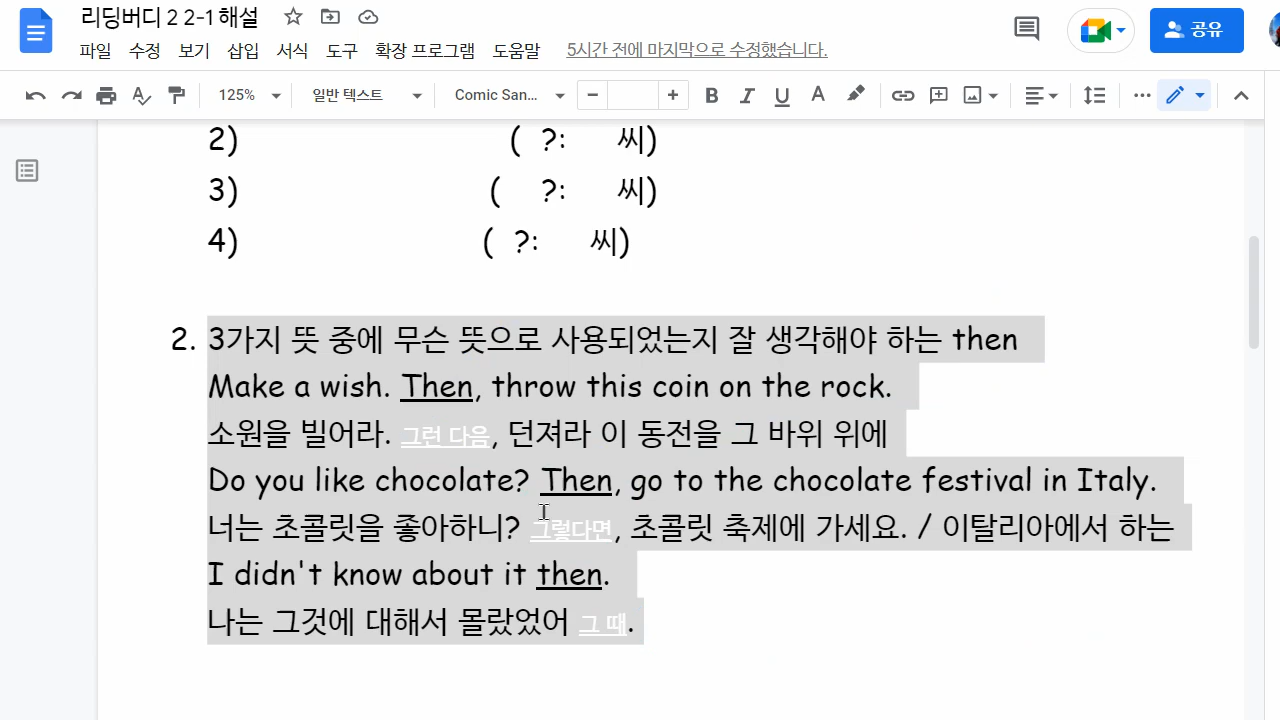 리딩버디 2 2-1 해설
파일 수정 보기 삽입 서식 도구 확장 프로그램 도움말 5시간 전에 마지막으로 수정했습니다.
공유
125% 일반 텍스트 Comic San...
2) ( ?: 씨)
3) ( ?: 씨)
4) ( ?: 씨)
2. 3가지 뜻 중에 무슨 뜻으로 사용되었는지 잘 생각해야 하는 then
Make a wish. Then, throw this coin on the rock.
소원을 빌어라. 그런 다음, 던져라 이 동전을 그 바위 위에
Do you like chocolate? Then, go to the chocolate festival in Italy.
너는 초콜릿을 좋아하니? 그렇다면, 초콜릿 축제에 가세요. / 이탈리아에서 하는
I didn't know about it then.
나는 그것에 대해서 몰랐었어 그 때.